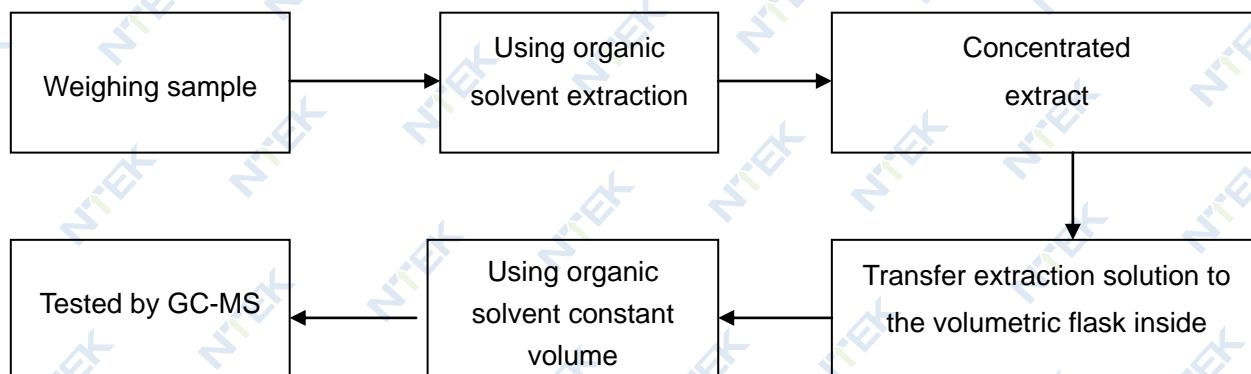 Weighing sample
Using organic
solvent extraction
Concentrated
extract
Transfer extraction solution to
the volumetric flask inside
Using organic
solvent constant
volume
Tested by GC-MS
NTEK